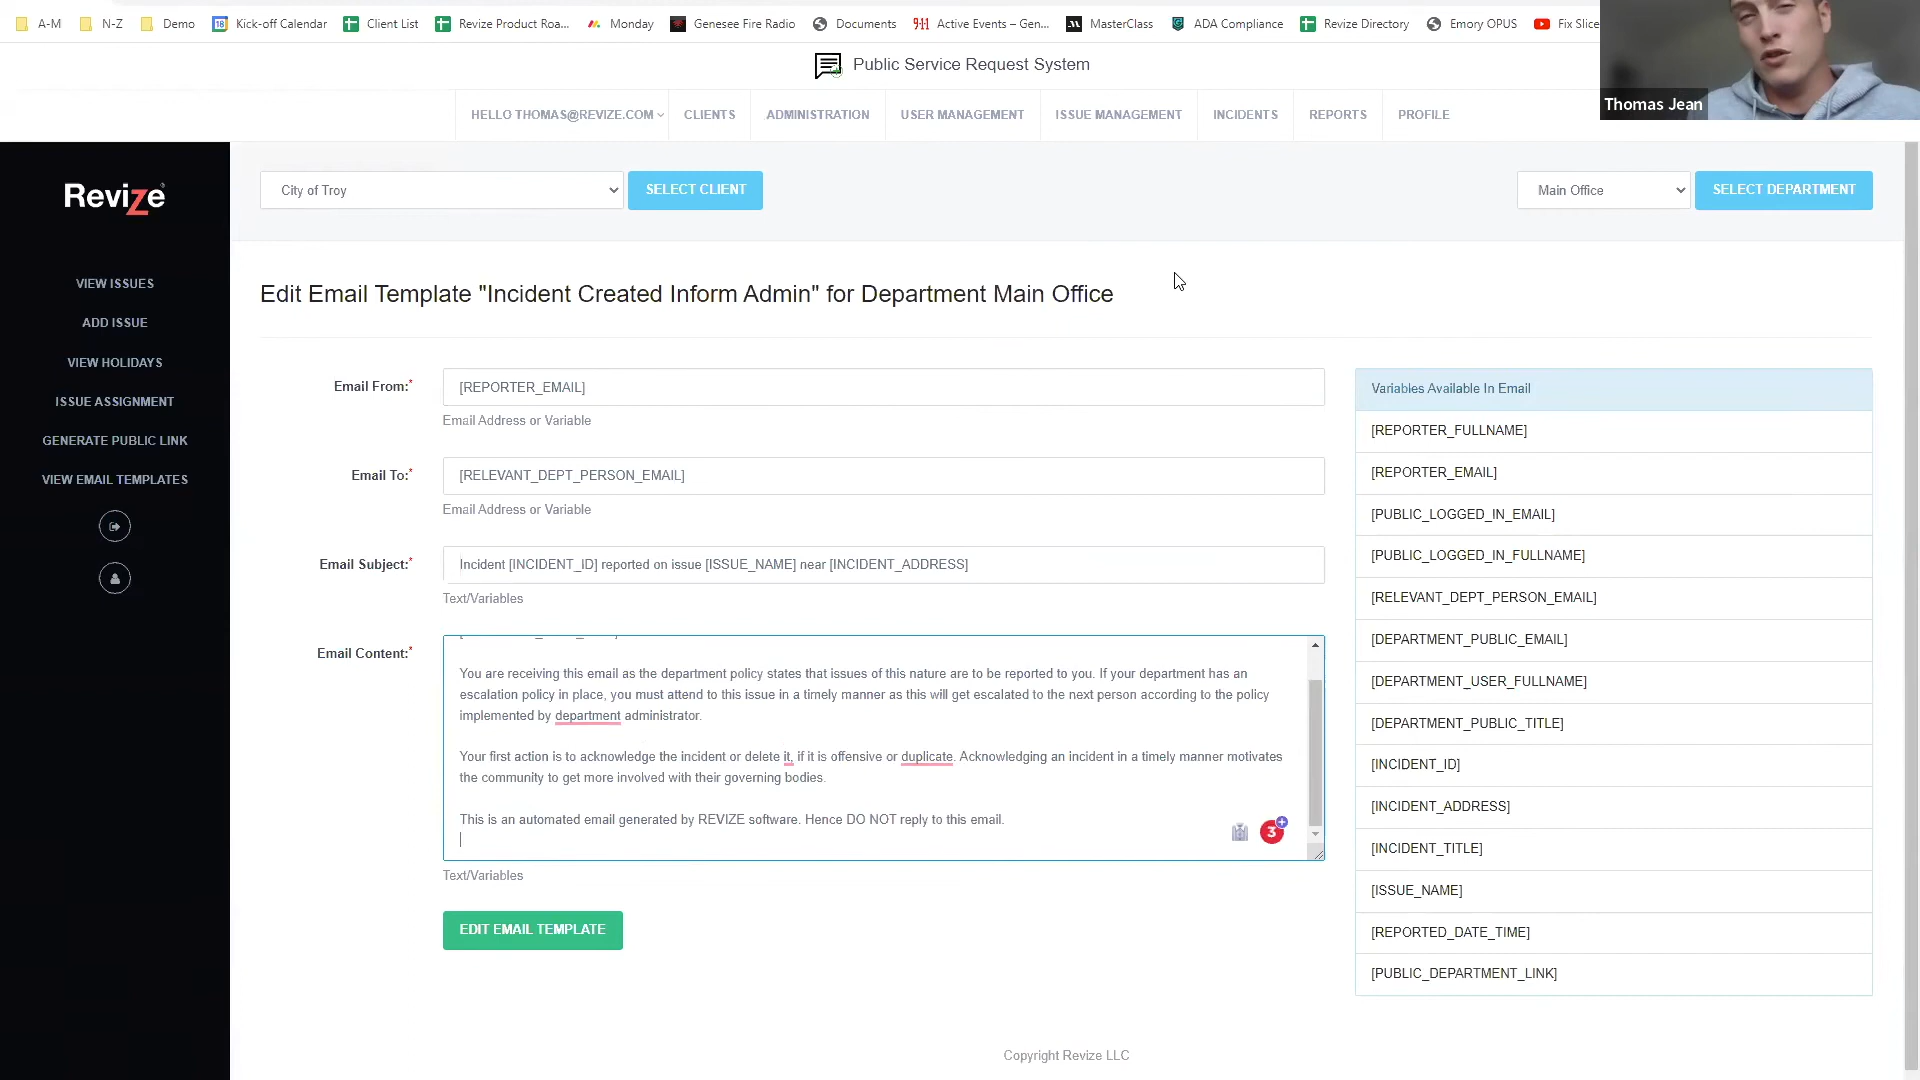 A-M
N-Z
Demo
Kick-off Calendar
Client List
Revize Product Roa...
Monday
Genesee Fire Radio
Documents
Active Events – Gen...
MasterClass
ADA Compliance
Revize Directory
Emory OPUS
Fix Slice
Public Service Request System
Thomas Jean
HELLO THOMAS@REVIZE.COM
CLIENTS
ADMINISTRATION
USER MANAGEMENT
ISSUE MANAGEMENT
INCIDENTS
REPORTS
PROFILE
Revize
City of Troy
SELECT CLIENT
Main Office
SELECT DEPARTMENT
VIEW ISSUES
ADD ISSUE
VIEW HOLIDAYS
ISSUE ASSIGNMENT
GENERATE PUBLIC LINK
VIEW EMAIL TEMPLATES
Edit Email Template "Incident Created Inform Admin" for Department Main Office
Email From:*
[REPORTER_EMAIL]
Email Address or Variable
Email To:*
[RELEVANT_DEPT_PERSON_EMAIL]
Email Address or Variable
Email Subject:*
Incident [INCIDENT_ID] reported on issue [ISSUE_NAME] near [INCIDENT_ADDRESS]
Text/Variables
Email Content:*
You are receiving this email as the department policy states that issues of this nature are to be reported to you. If your department has an
escalation policy in place, you must attend to this issue in a timely manner as this will get escalated to the next person according to the policy
implemented by department administrator.
Your first action is to acknowledge the incident or delete it, if it is offensive or duplicate. Acknowledging an incident in a timely manner motivates
the community to get more involved with their governing bodies.
This is an automated email generated by REVIZE software. Hence DO NOT reply to this email.
3
Text/Variables
EDIT EMAIL TEMPLATE
Variables Available In Email
[REPORTER_FULLNAME]
[REPORTER_EMAIL]
[PUBLIC_LOGGED_IN_EMAIL]
[PUBLIC_LOGGED_IN_FULLNAME]
[RELEVANT_DEPT_PERSON_EMAIL]
[DEPARTMENT_PUBLIC_EMAIL]
[DEPARTMENT_USER_FULLNAME]
[DEPARTMENT_PUBLIC_TITLE]
[INCIDENT_ID]
[INCIDENT_ADDRESS]
[INCIDENT_TITLE]
[ISSUE_NAME]
[REPORTED_DATE_TIME]
[PUBLIC_DEPARTMENT_LINK]
Copyright Revize LLC